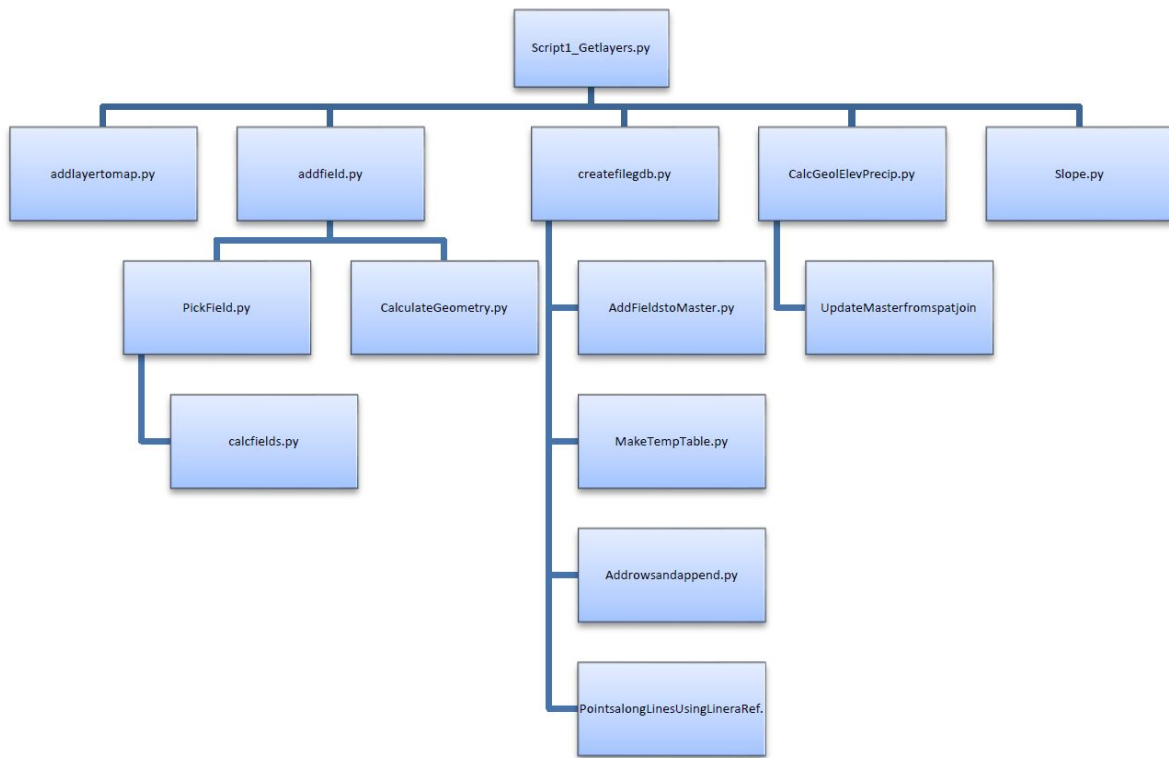 Script1_Getlayers.py
addlayertomap.py
addfield.py
createfilegdb.py
CalcGeolElevPrecip.py
Slope.py
PickField.py
CalculateGeometry.py
AddFieldstoMaster.py
UpdateMasterfromspatjoin
calcfields.py
MakeTempTable.py
Addrowsandappend.py
PointsalongLinesUsingLineraRef.